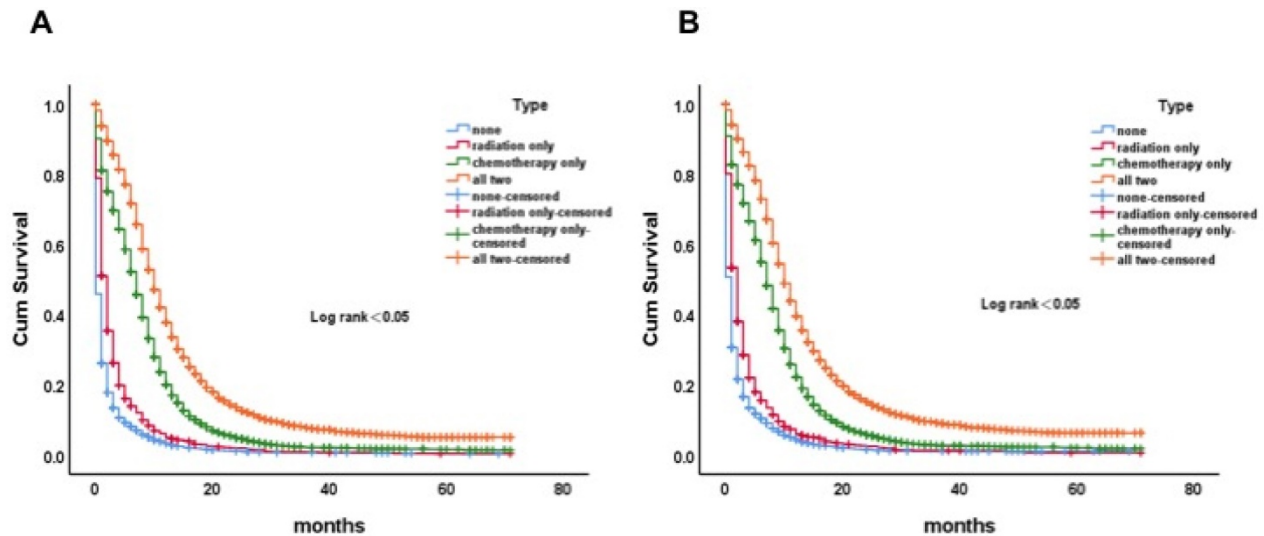 A
1.0
0.8
0.6
0.4
0.2
0.0
Cum Survival
0
20
40
60
80
months
Type
none
radiation only
chemotherapy only
all two
none-censored
radiation only-censored
chemotherapy only-
censored
all two-censored
Log rank<0.05
B
1.0
0.8
0.6
0.4
0.2
0.0
Cum Survival
0
20
40
60
80
months
Type
none
radiation only
chemotherapy only
all two
none-censored
radiation only-censored
chemotherapy only-
censored
all two-censored
Log rank<0.05